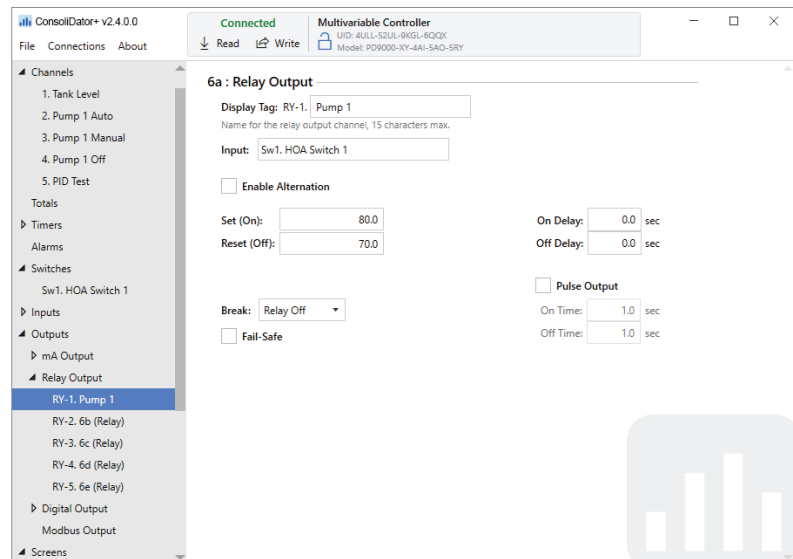 ConsoliDator+ v2.4.0.0
File Connections About
Connected
Read Write
Multivariable Controller
UID: 4ULL-52UL-9KGL-6QQX
Model: PD9000-XY-4AI-5AO-5RY
Channels
1. Tank Level
2. Pump 1 Auto
3. Pump 1 Manual
4. Pump 1 Off
5. PID Test
Totals
Timers
Alarms
Switches
Sw1. HOA Switch 1
Inputs
Outputs
mA Output
Relay Output
RY-1. Pump 1
RY-2. 6b (Relay)
RY-3. 6c (Relay)
RY-4. 6d (Relay)
RY-5. 6e (Relay)
Digital Output
Modbus Output
Screens
6a : Relay Output
Display Tag: RY-1. Pump 1
Name for the relay output channel, 15 characters max.
Input: Sw1. HOA Switch 1
Enable Alternation
Set (On): 80.0 On Delay: 0.0 sec
Reset (Off): 70.0 Off Delay: 0.0 sec
Pulse Output
Break: Relay Off On Time: 1.0 sec
Fail-Safe Off Time: 1.0 sec